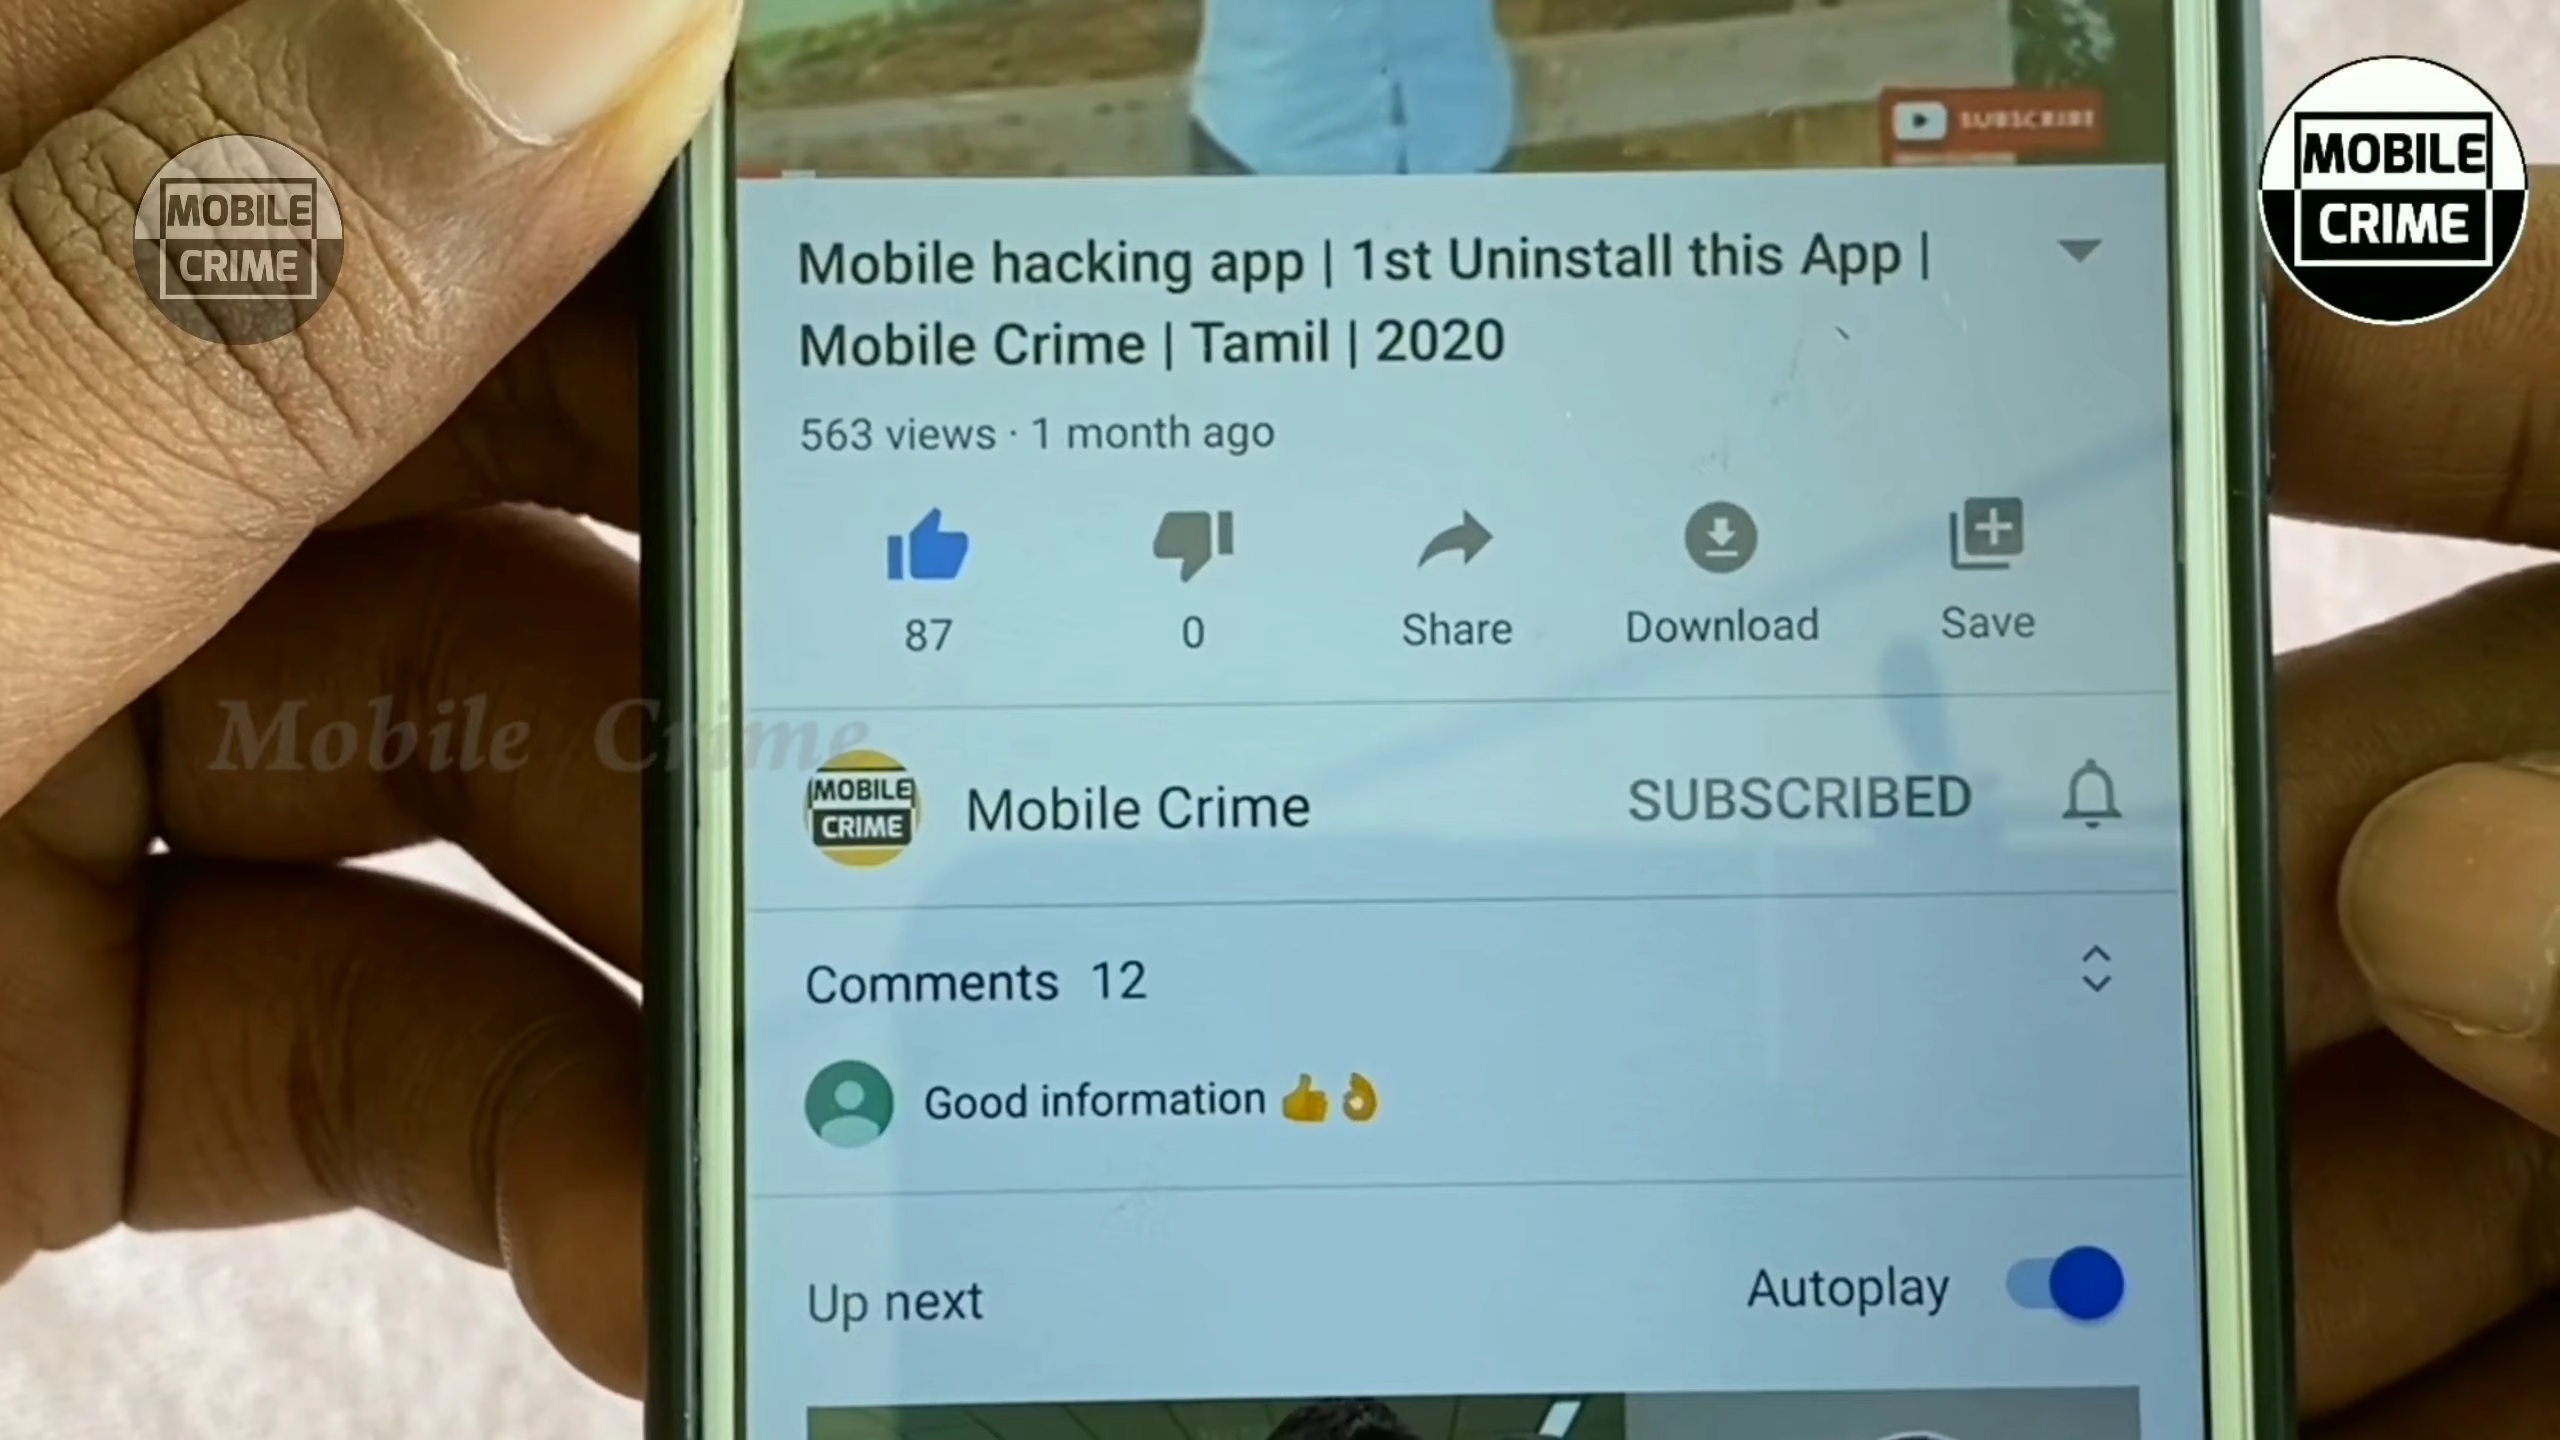 SUBSCRIBE
MOBILE
CRIME
MOBILE
CRIME
Mobile hacking app | 1st Uninstall this App |
Mobile Crime | Tamil | 2020
563 views · 1 month ago
87
0
Share
Download
Save
Mobile Crime
MOBILE
CRIME
Mobile Crime
SUBSCRIBED
Comments 12
Good information 👍👌
Up next
Autoplay